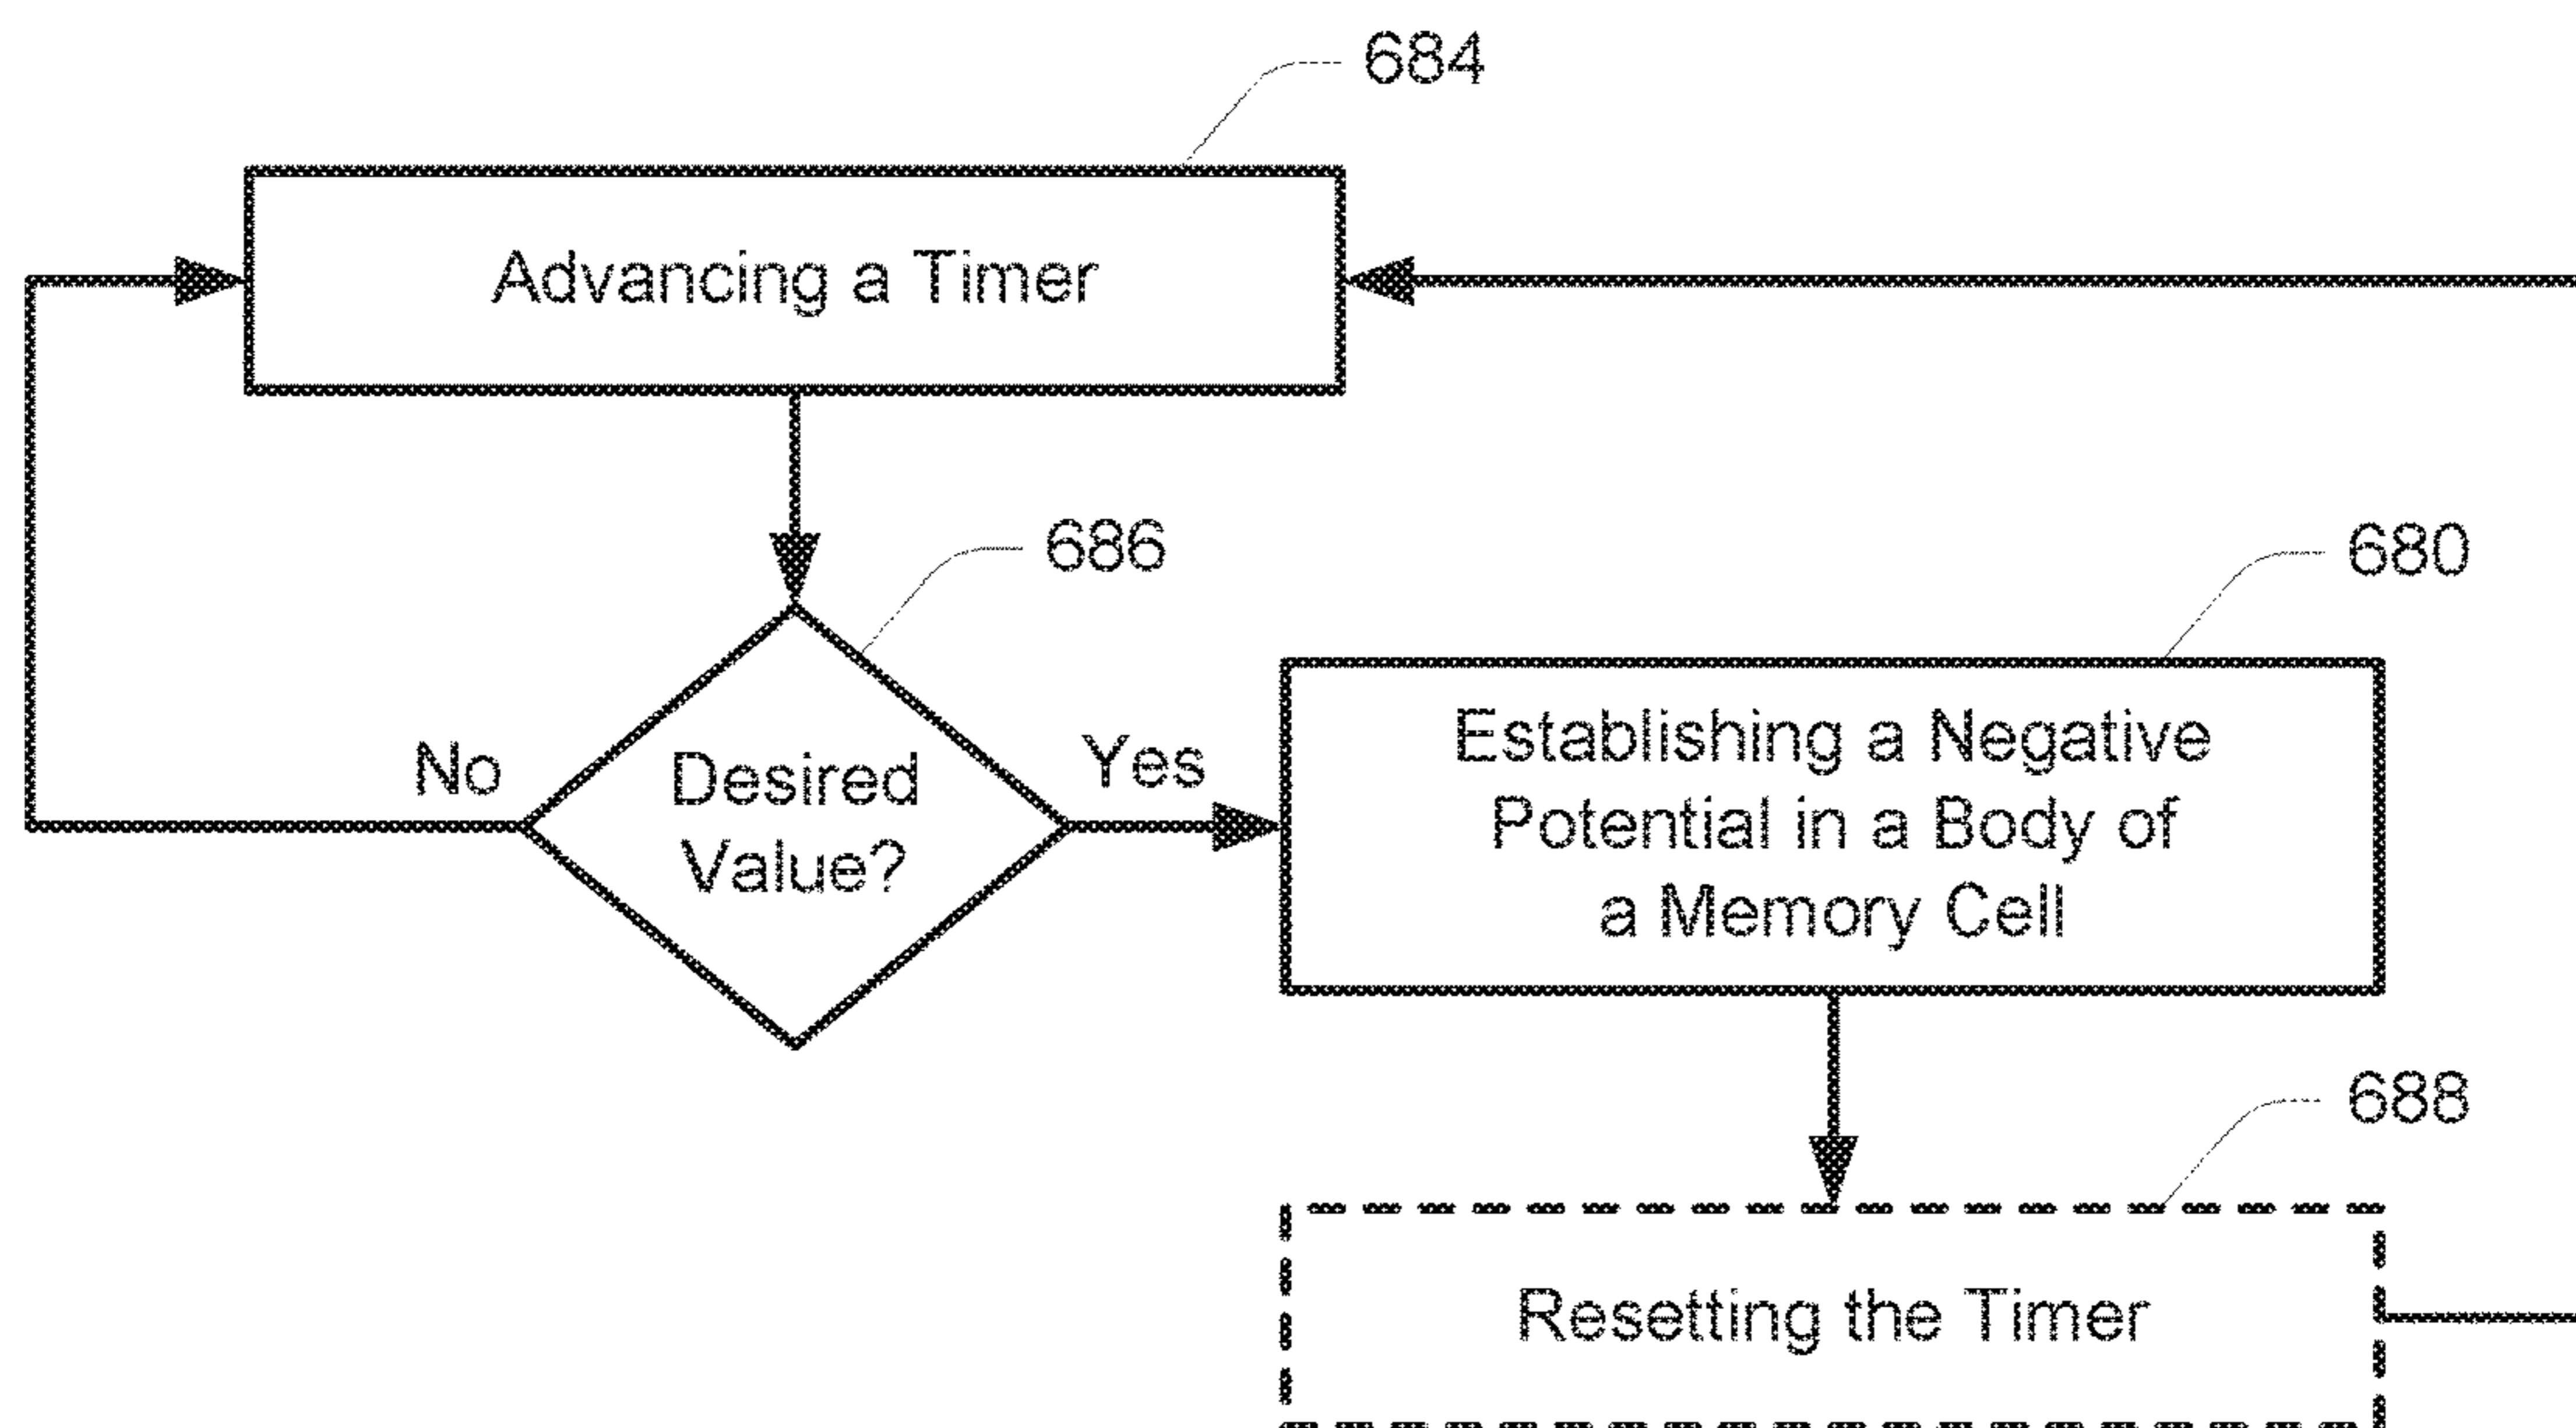 684
Advancing a Timer
686
680
No
Desired
Value?
Yes
Establishing a Negative
Potential in a Body of
a Memory Cell
688
Resetting the Timer